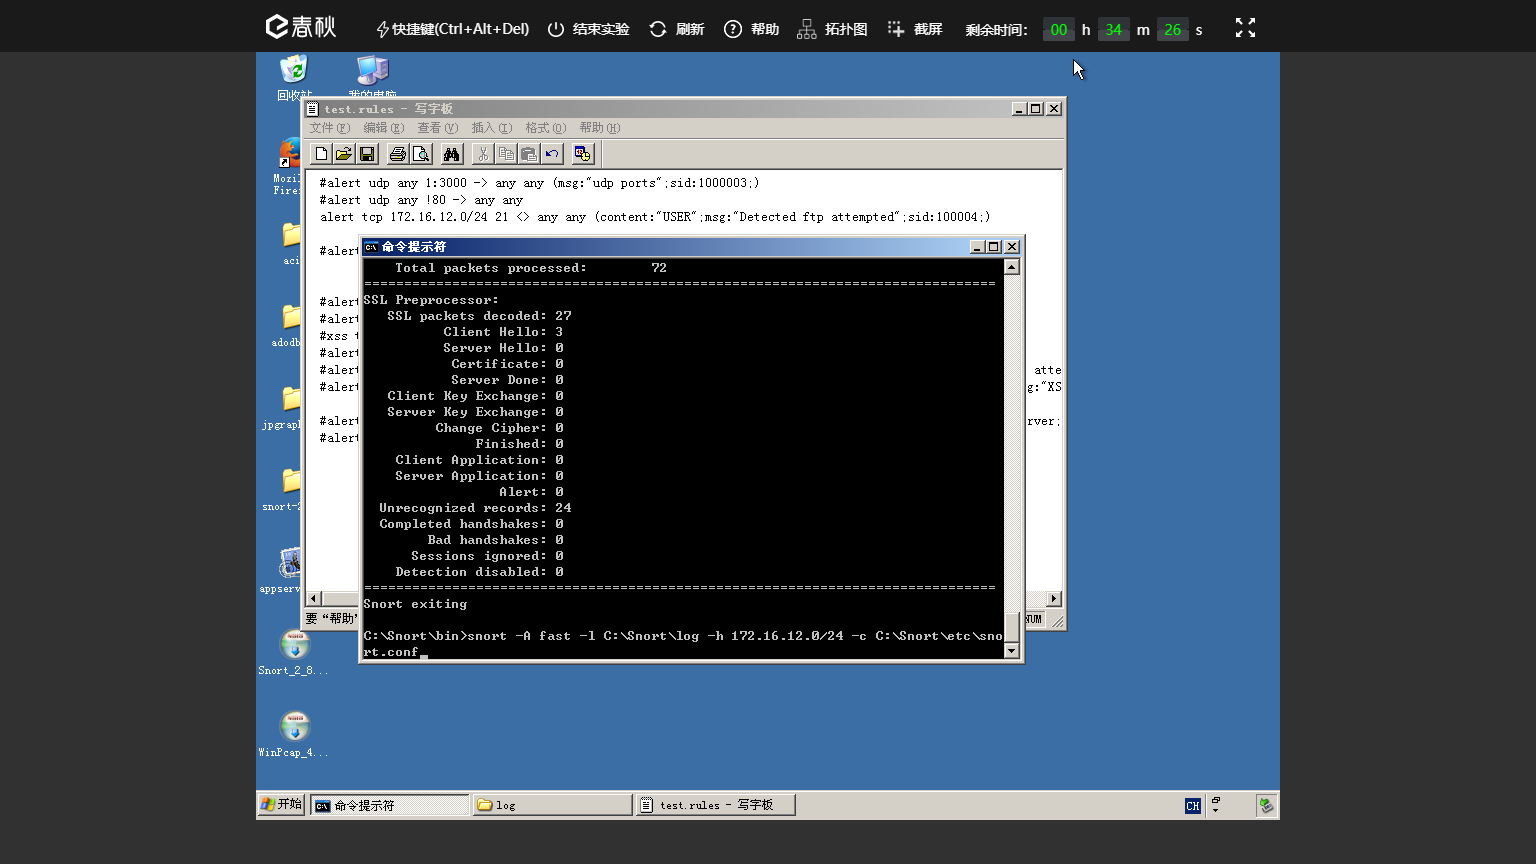 春秋 快捷键(Ctrl+Alt+Del) 结束实验 刷新 帮助 拓扑图 截屏 剩余时间: 00 h 34 m 26 s
回收站
我的电脑
test.rules - 写字板
文件(F) 编辑(E) 查看(V) 插入(I) 格式(O) 帮助(H)
#alert udp any 1:3000 -> any any (msg:"udp ports";sid:1000003;)
#alert udp any !80 -> any any
alert tcp 172.16.12.0/24 21 <> any any (content:"USER";msg:"Detected ftp attempted";sid:100004;)
#alert
#alert
#alert
#xss
#alert
#alert atte
#alert g:"XS
#alert rver;
#alert
要“帮助” NUM
命令提示符
Total packets processed: 72
===============================================================================
SSL Preprocessor:
SSL packets decoded: 27
Client Hello: 3
Server Hello: 0
Certificate: 0
Server Done: 0
Client Key Exchange: 0
Server Key Exchange: 0
Change Cipher: 0
Finished: 0
Client Application: 0
Server Application: 0
Alert: 0
Unrecognized records: 24
Completed handshakes: 0
Bad handshakes: 0
Sessions ignored: 0
Detection disabled: 0
===============================================================================
Snort exiting
C:\Snort\bin>snort -A fast -l C:\Snort\log -h 172.16.12.0/24 -c C:\Snort\etc\sno
rt.conf_
Mozil
Firef
aci
adodb
jpgrap
snort-2
appserv
Snort_2_8...
WinPcap_4...
开始 命令提示符 log test.rules - 写字板 CH